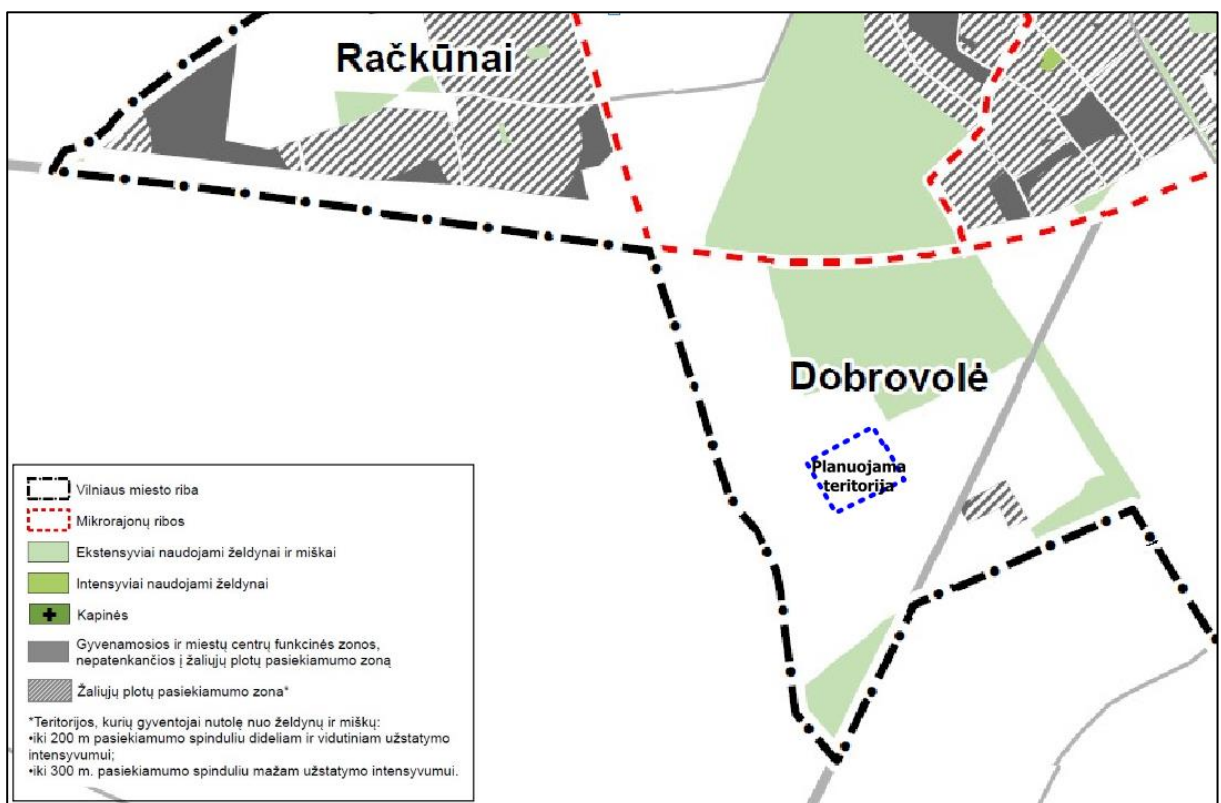 Račkūnai
Dobrovolė
Planuojama
teritorija
Vilniaus miesto riba
Mikrorajonų ribos
Ekstensyviai naudojami želdynai ir miškai
Intensyviai naudojami želdynai
Kapinės
Gyvenamosios ir miestų centrų funkcinės zonos,
nepatenkančios į žaliųjų plotų pasiekiamumo zoną
Žaliųjų plotų pasiekiamumo zona*
*Teritorijos, kurių gyventojai nutolę nuo želdynų ir miškų:
•iki 200 m pasiekiamumo spinduliu dideliam ir vidutiniam užstatymo
intensyvumui;
•iki 300 m. pasiekiamumo spinduliu mažam užstatymo intensyvumui.